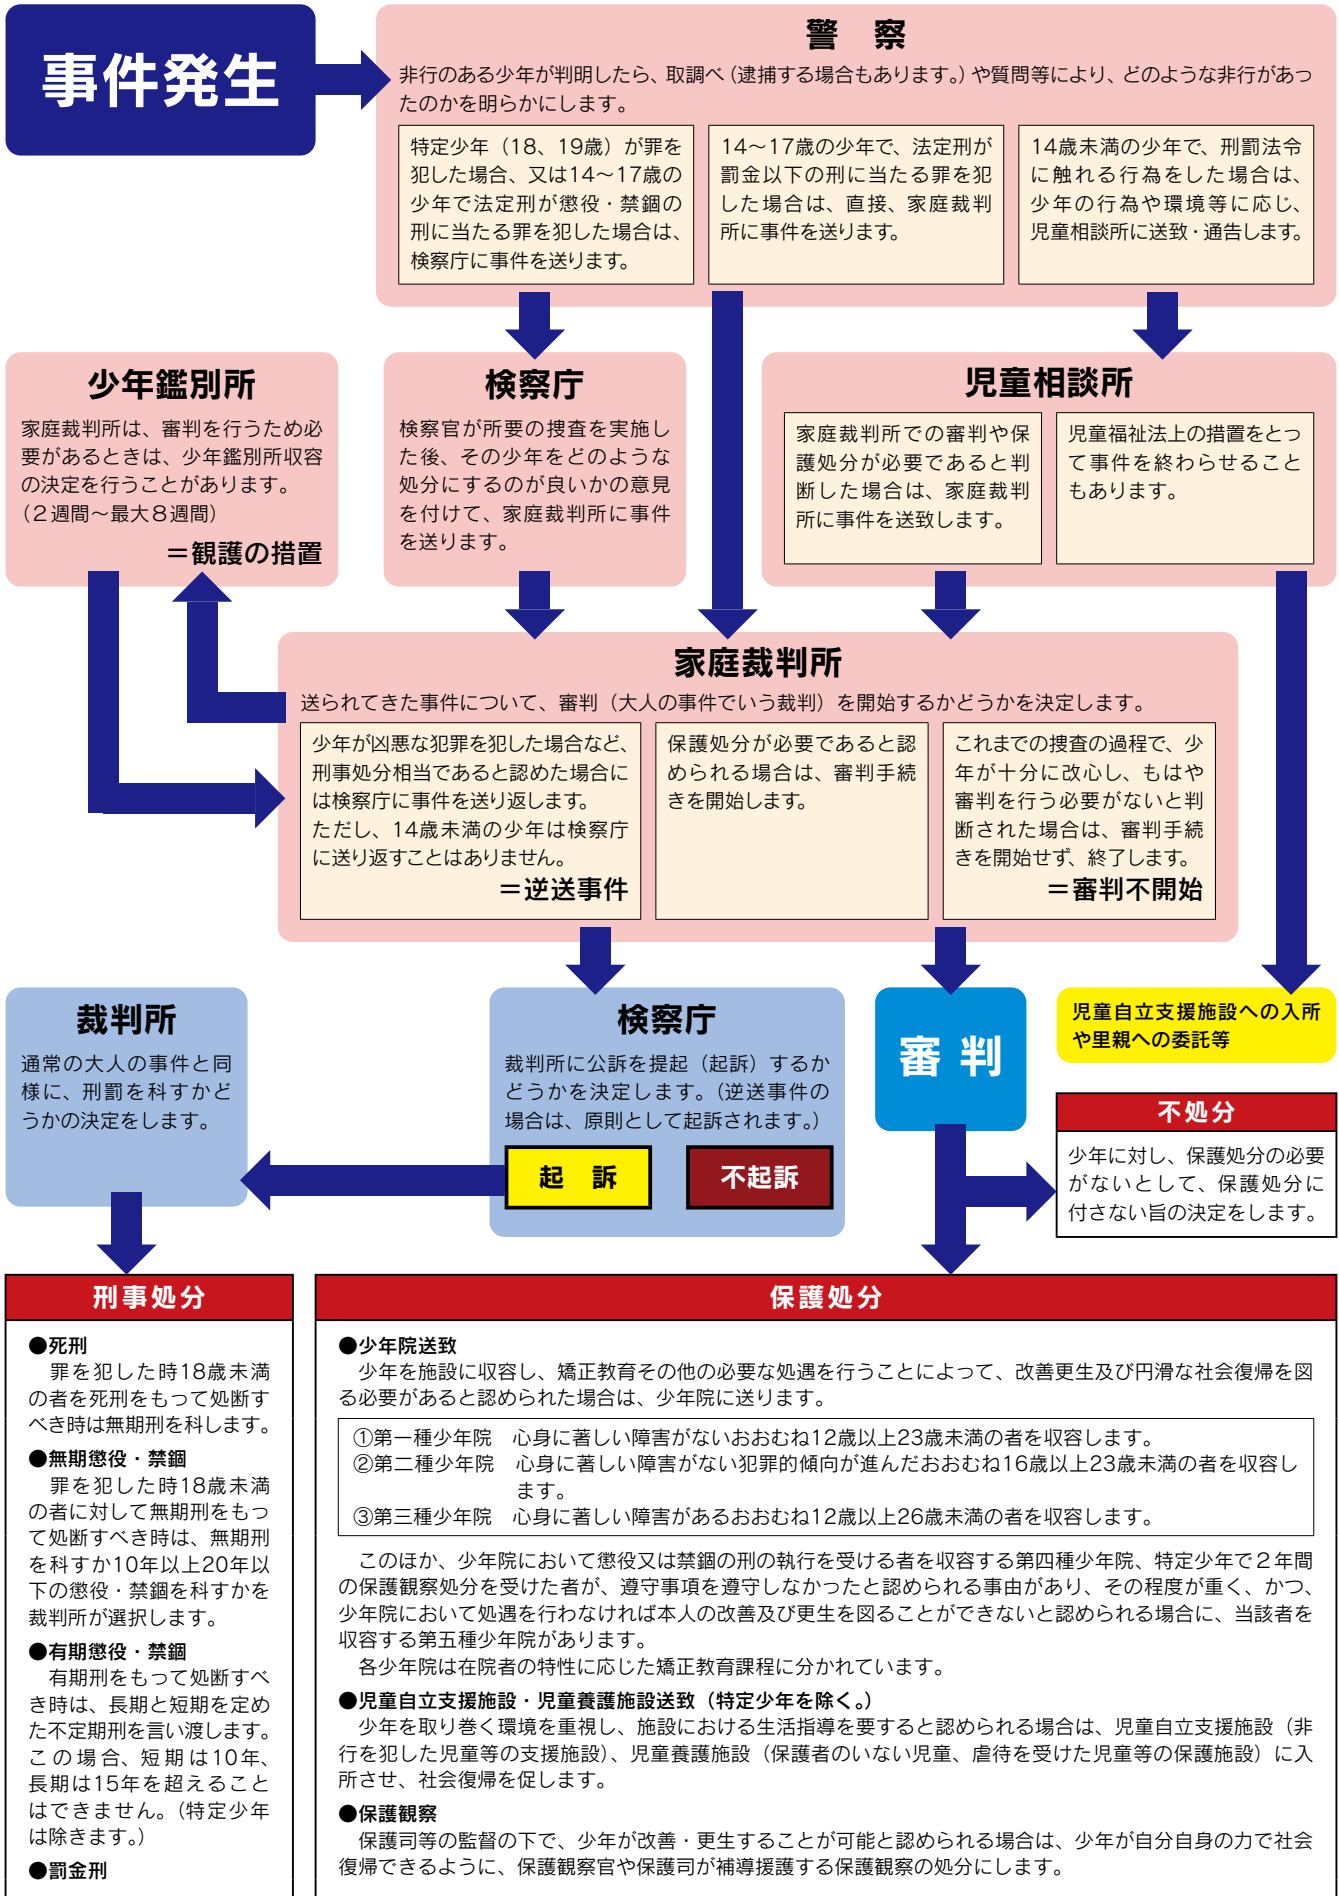 事件発生
警　察
非行のある少年が判明したら、取調べ（逮捕する場合もあります。）や質問等により、どのような非行があっ
たのかを明らかにします。
特定少年（18、19歳）が罪を
犯した場合、又は14〜17歳の
少年で法定刑が懲役・禁錮の
刑に当たる罪を犯した場合は、
検察庁に事件を送ります。
14〜17歳の少年で、法定刑が
罰金以下の刑に当たる罪を犯
した場合は、直接、家庭裁判
所に事件を送ります。
14歳未満の少年で、刑罰法令
に触れる行為をした場合は、
少年の行為や環境等に応じ、
児童相談所に送致・通告します。
少年鑑別所
家庭裁判所は、審判を行うため必
要があるときは、少年鑑別所収容
の決定を行うことがあります。
（２週間〜最大８週間）
＝観護の措置
検察庁
検察官が所要の捜査を実施し
た後、その少年をどのような
処分にするのが良いかの意見
を付けて、家庭裁判所に事件
を送ります。
児童相談所
家庭裁判所での審判や保
護処分が必要であると判
断した場合は、家庭裁判
所に事件を送致します。
児童福祉法上の措置をとっ
て事件を終わらせること
もあります。
家庭裁判所
送られてきた事件について、審判（大人の事件でいう裁判）を開始するかどうかを決定します。
少年が凶悪な犯罪を犯した場合など、
刑事処分相当であると認めた場合に
は検察庁に事件を送り返します。
ただし、14歳未満の少年は検察庁
に送り返すことはありません。
＝逆送事件
保護処分が必要であると認
められる場合は、審判手続
きを開始します。
これまでの捜査の過程で、少
年が十分に改心し、もはや
審判を行う必要がないと判
断された場合は、審判手続
きを開始せず、終了します。
＝審判不開始
裁判所
通常の大人の事件と同
様に、刑罰を科すかど
うかの決定をします。
検察庁
裁判所に公訴を提起（起訴）するか
どうかを決定します。（逆送事件の
場合は、原則として起訴されます。）
起　訴
不起訴
審 判
児童自立支援施設への入所
や里親への委託等
不処分
少年に対し、保護処分の必要
がないとして、保護処分に
付さない旨の決定をします。
刑事処分
●死刑
　罪を犯した時18歳未満
の者を死刑をもって処断す
べき時は無期刑を科します。
●無期懲役・禁錮
　罪を犯した時18歳未満
の者に対して無期刑をもっ
て処断すべき時は、無期刑
を科すか10年以上20年以
下の懲役・禁錮を科すかを
裁判所が選択します。
●有期懲役・禁錮
　有期刑をもって処断すべ
き時は、長期と短期を定め
た不定期刑を言い渡します。
この場合、短期は10年、
長期は15年を超えること
はできません。（特定少年
は除きます。）
●罰金刑
保護処分
●少年院送致
　少年を施設に収容し、矯正教育その他の必要な処遇を行うことによって、改善更生及び円滑な社会復帰を図
る必要があると認められた場合は、少年院に送ります。
①第一種少年院　心身に著しい障害がないおおむね12歳以上23歳未満の者を収容します。
②第二種少年院　心身に著しい障害がない犯罪的傾向が進んだおおむね16歳以上23歳未満の者を収容し
ます。
③第三種少年院　心身に著しい障害があるおおむね12歳以上26歳未満の者を収容します。
　このほか、少年院において懲役又は禁錮の刑の執行を受ける者を収容する第四種少年院、特定少年で２年間
の保護観察処分を受けた者が、遵守事項を遵守しなかったと認められる事由があり、その程度が重く、かつ、
少年院において処遇を行わなければ本人の改善及び更生を図ることができないと認められる場合に、当該者を
収容する第五種少年院があります。
　各少年院は在院者の特性に応じた矯正教育課程に分かれています。
●児童自立支援施設・児童養護施設送致（特定少年を除く。）
　少年を取り巻く環境を重視し、施設における生活指導を要すると認められる場合は、児童自立支援施設（非
行を犯した児童等の支援施設）、児童養護施設（保護者のいない児童、虐待を受けた児童等の保護施設）に入
所させ、社会復帰を促します。
●保護観察
　保護司等の監督の下で、少年が改善・更生することが可能と認められる場合は、少年が自分自身の力で社会
復帰できるように、保護観察官や保護司が補導援護する保護観察の処分にします。